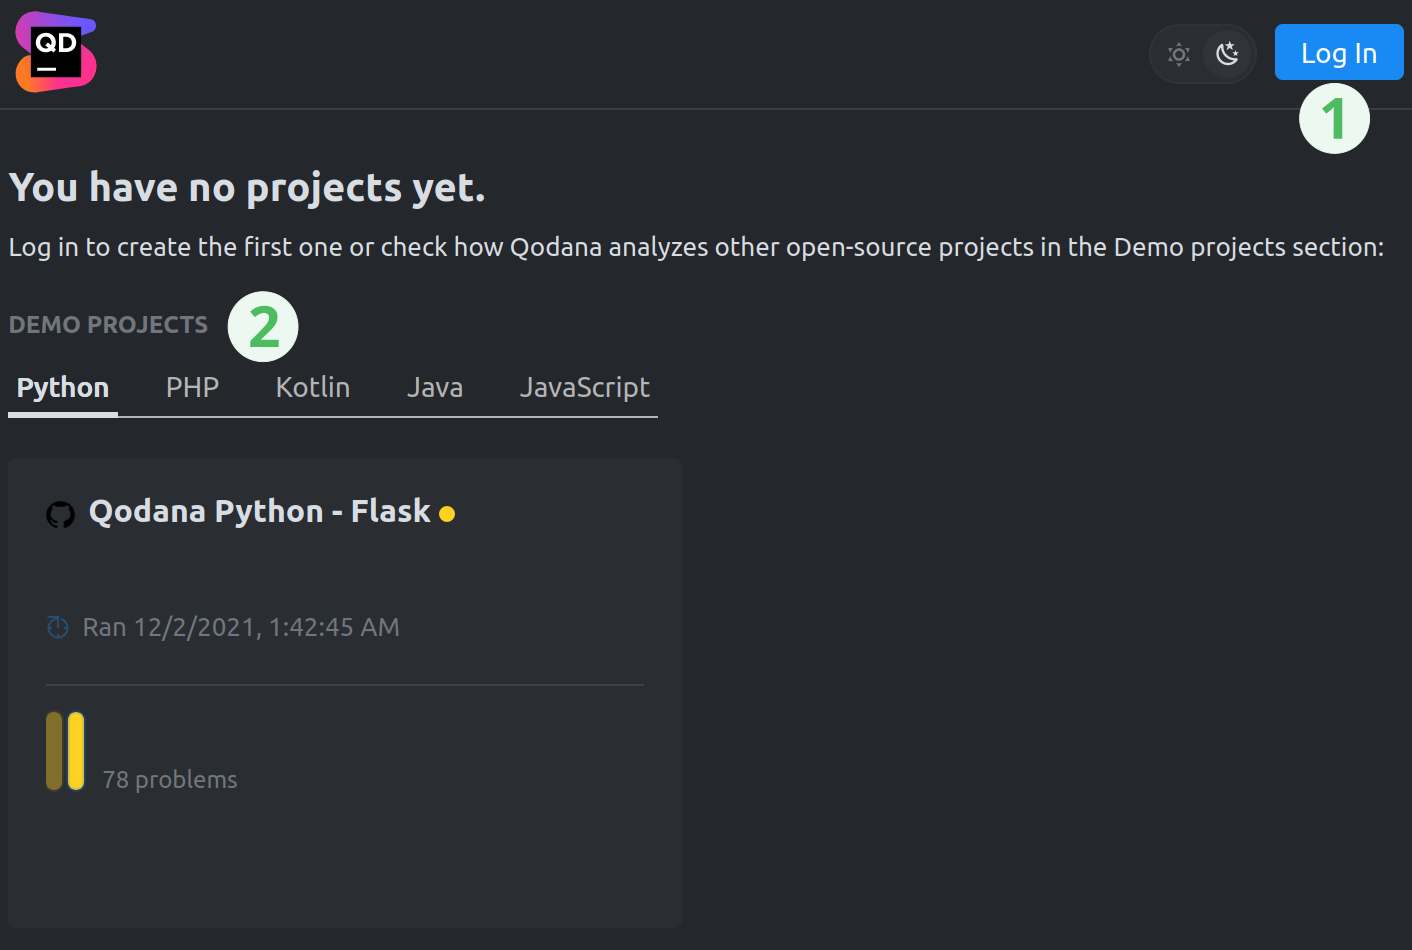 QD
Log In
1
You have no projects yet.
Log in to create the first one or check how Qodana analyzes other open-source projects in the Demo projects section:
DEMO PROJECTS 2
Python PHP Kotlin Java JavaScript
Qodana Python - Flask
Ran 12/2/2021, 1:42:45 AM
78 problems